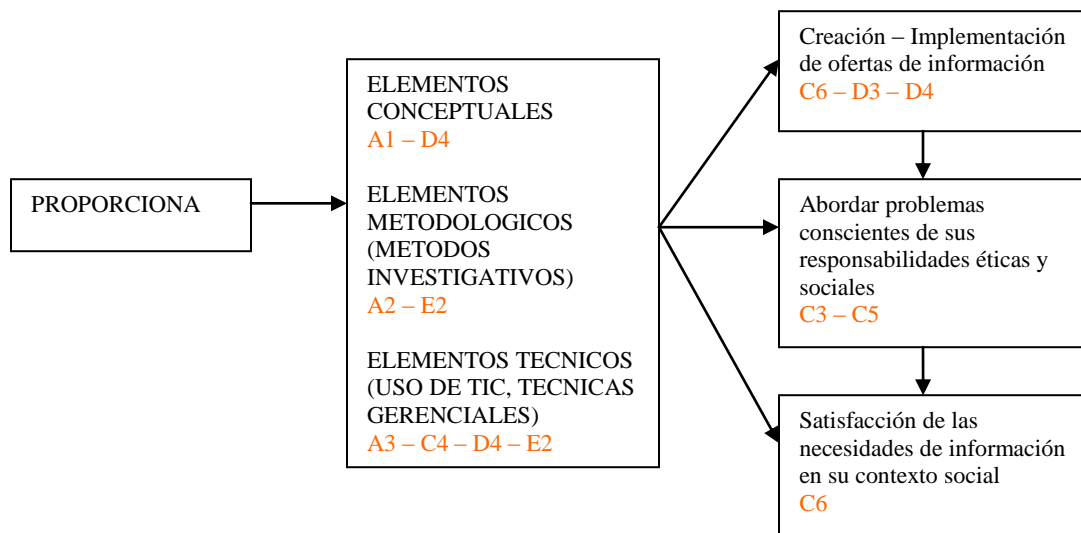 PROPORCIONA
ELEMENTOS
CONCEPTUALES
A1 – D4
ELEMENTOS
METODOLOGICOS
(METODOS
INVESTIGATIVOS)
A2 – E2
ELEMENTOS TECNICOS
(USO DE TIC, TECNICAS
GERENCIALES)
A3 – C4 – D4 – E2
Creación – Implementación
de ofertas de información
C6 – D3 – D4
Abordar problemas
conscientes de sus
responsabilidades éticas y
sociales
C3 – C5
Satisfacción de las
necesidades de información
en su contexto social
C6